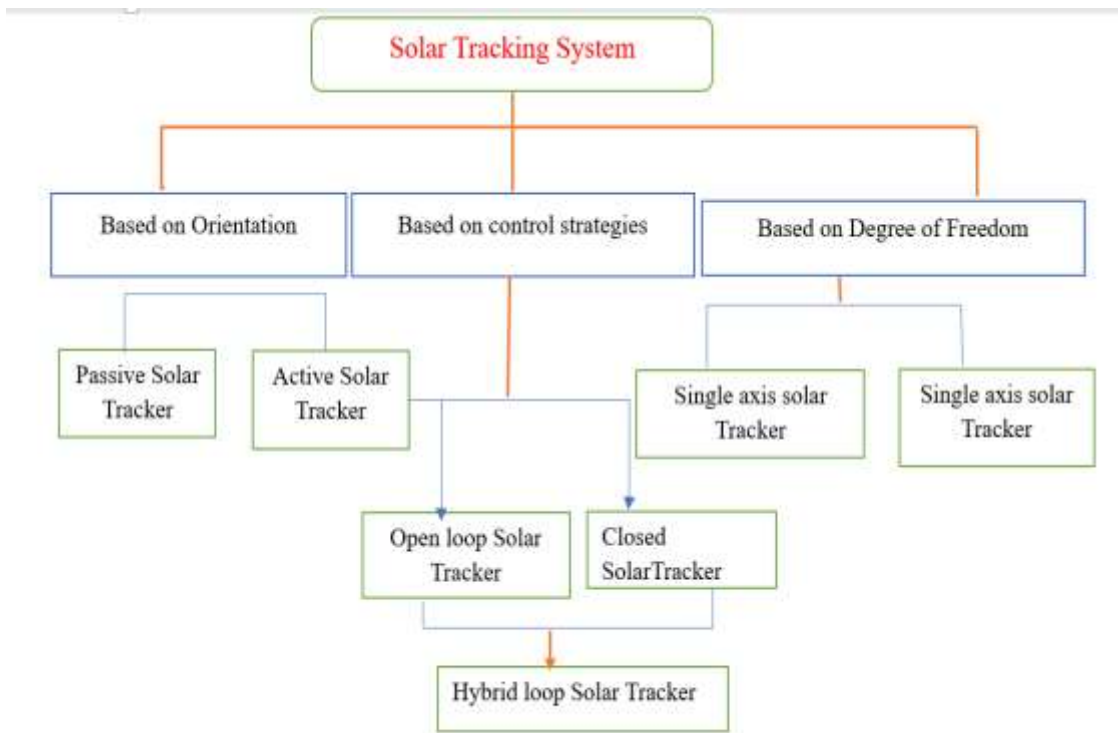 Solar Tracking System
Based on Orientation
Based on control strategies
Based on Degree of Freedom
Passive Solar
Tracker
Active Solar
Tracker
Single axis solar
Tracker
Single axis solar
Tracker
Open loop Solar
Tracker
Closed
SolarTracker
Hybrid loop Solar Tracker